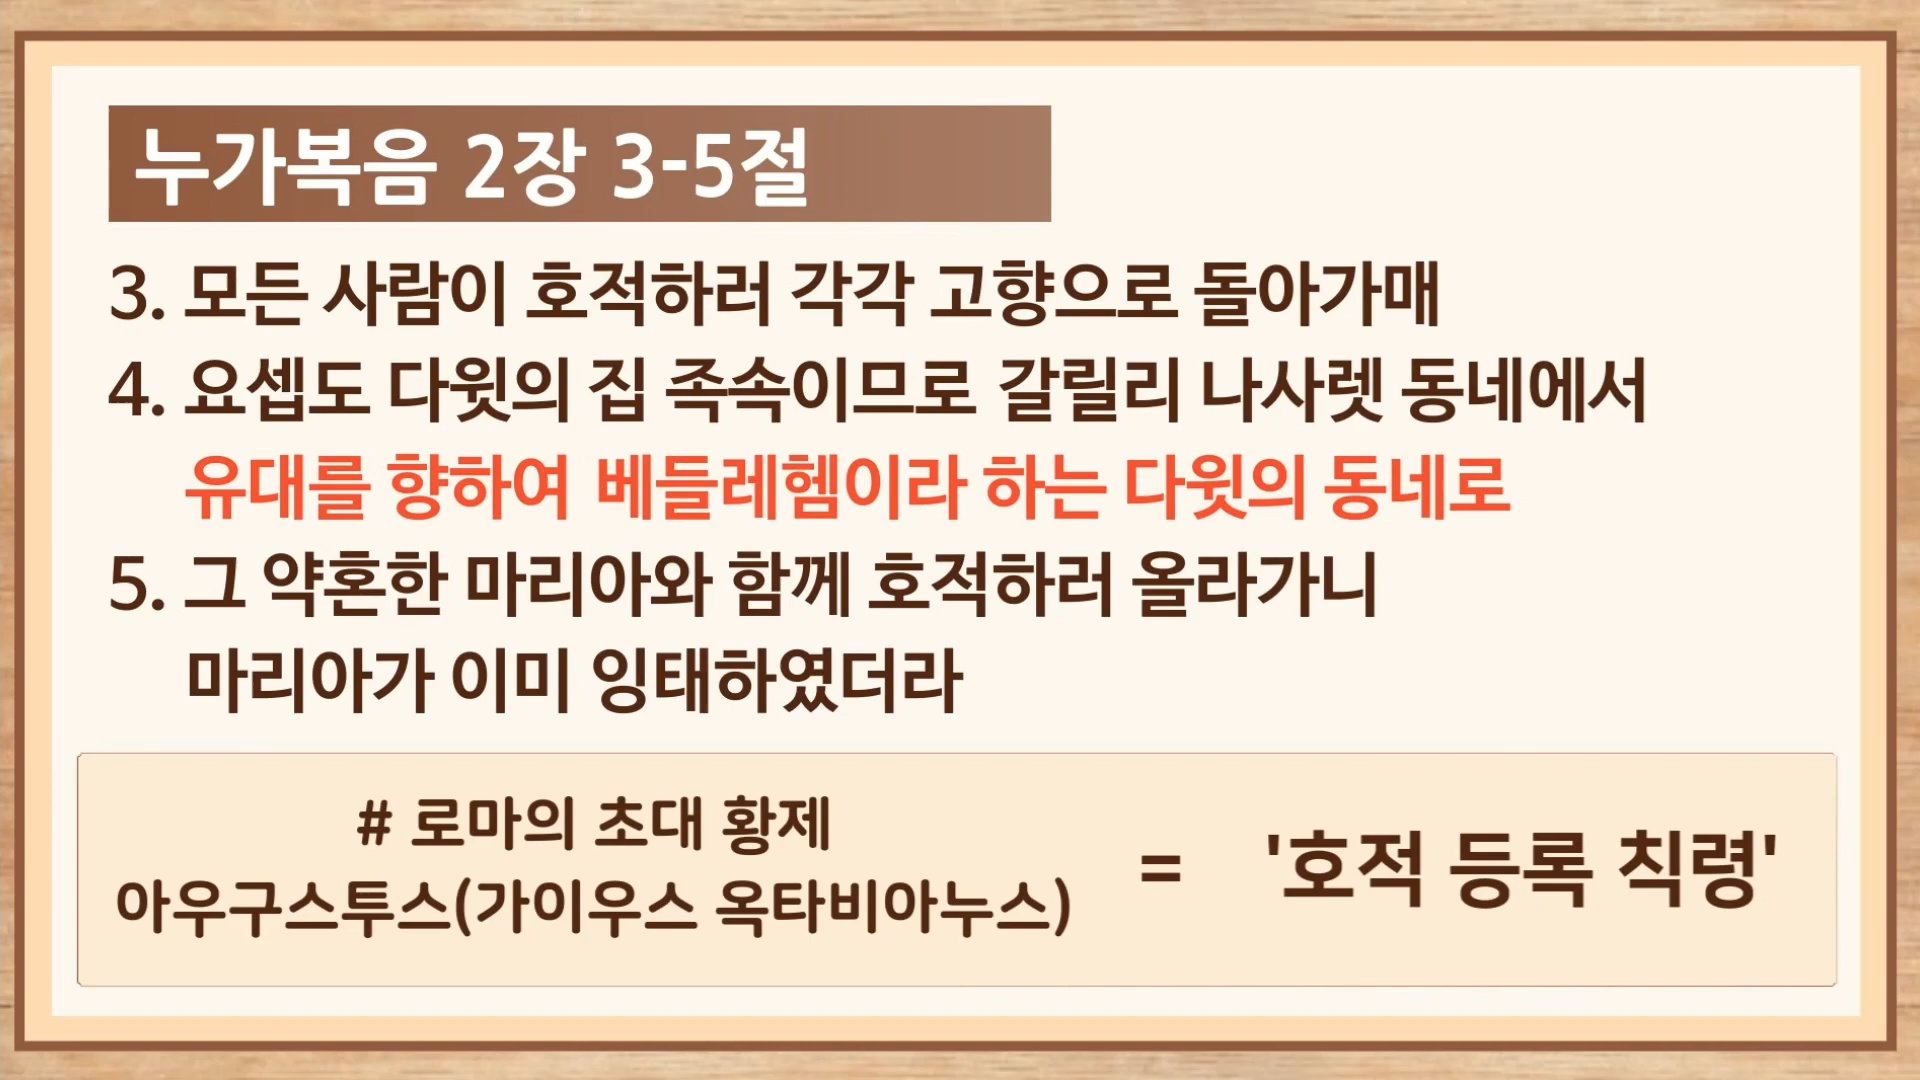 누가복음 2장 3-5절
3. 모든 사람이 호적하러 각각 고향으로 돌아가매
4. 요셉도 다윗의 집 족속이므로 갈릴리 나사렛 동네에서
유대를 향하여 베들레헴이라 하는 다윗의 동네로
5. 그 약혼한 마리아와 함께 호적하러 올라가니
마리아가 이미 잉태하였더라
# 로마의 초대 황제
아우구스투스(가이우스 옥타비아누스)
= '호적 등록 칙령'